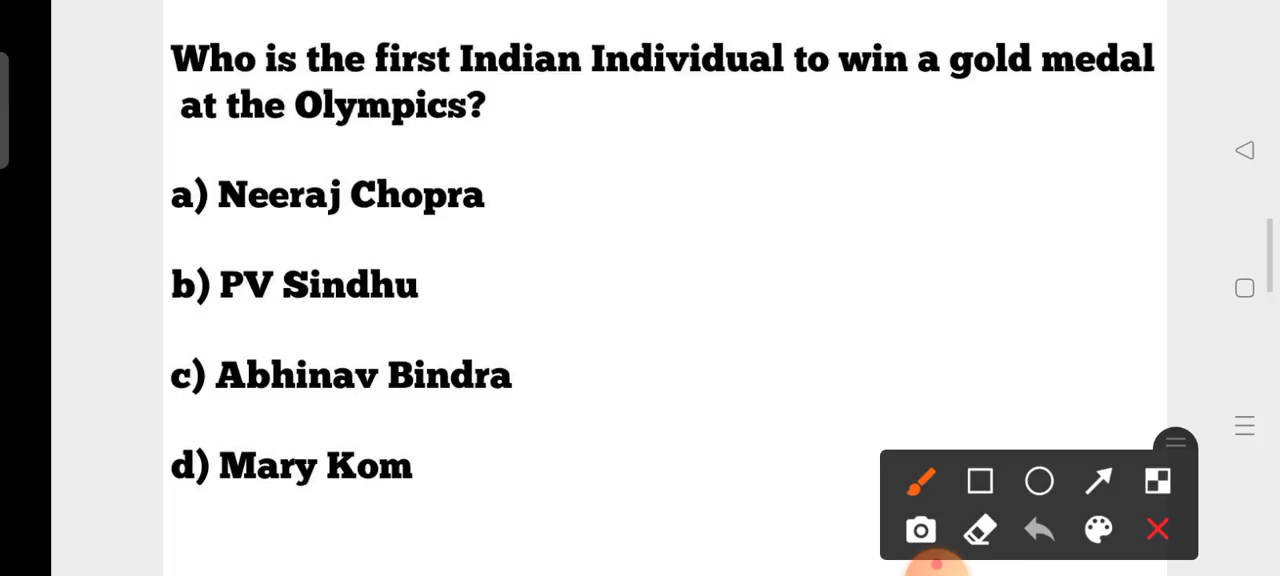 Who is the first Indian Individual to win a gold medal
at the Olympics?
a) Neeraj Chopra
b) PV Sindhu
c) Abhinav Bindra
d) Mary Kom